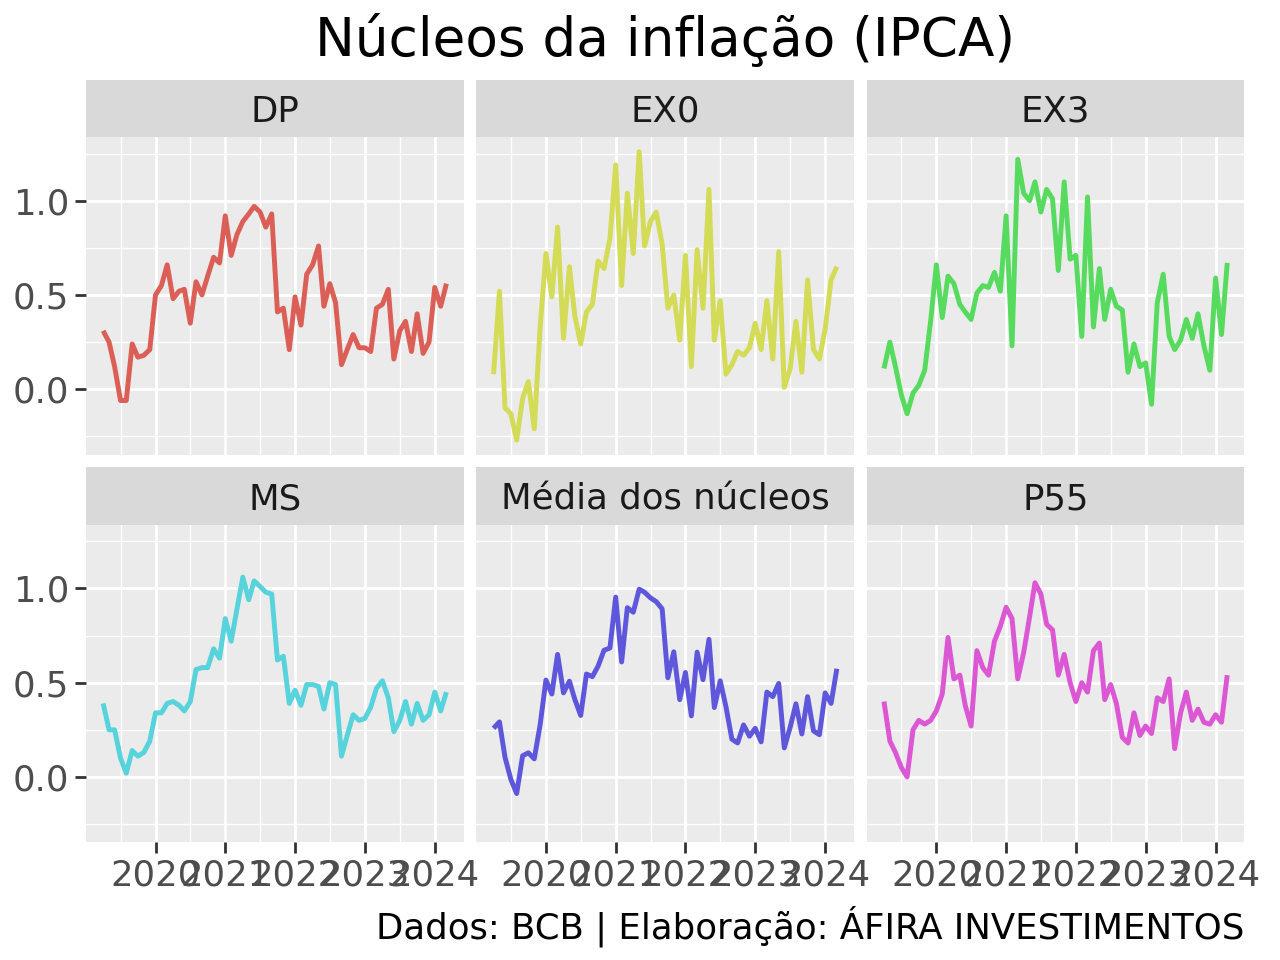 Núcleos da inflação (IPCA)
DP EX0 EX3
1.0
0.5
0.0
MS Média dos núcleos P55
1.0
0.5
0.0
2020 2021 2022 2023 2024 2020 2021 2022 2023 2024 2020 2021 2022 2023 2024
Dados: BCB | Elaboração: ÁFIRA INVESTIMENTOS